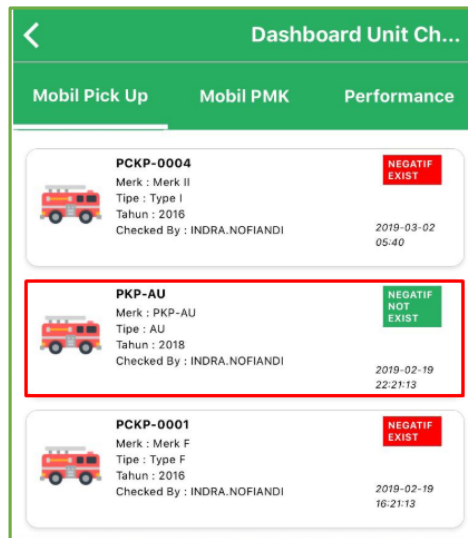 Dashboard Unit Ch...
Mobil Pick Up
Mobil PMK
Performance
PCKP-0004
Merk : Merk II
Tipe : Type I
Tahun : 2016
Checked By : INDRA.NOFIANDI
NEGATIF
EXIST
2019-03-02
05:40
PKP-AU
Merk : PKP-AU
Tipe : AU
Tahun : 2018
Checked By : INDRA.NOFIANDI
NEGATIF
NOT
EXIST
2019-02-19
22:21:13
PCKP-0001
Merk : Merk F
Tipe : Type F
Tahun : 2016
Checked By : INDRA.NOFIANDI
NEGATIF
EXIST
2019-02-19
16:21:13